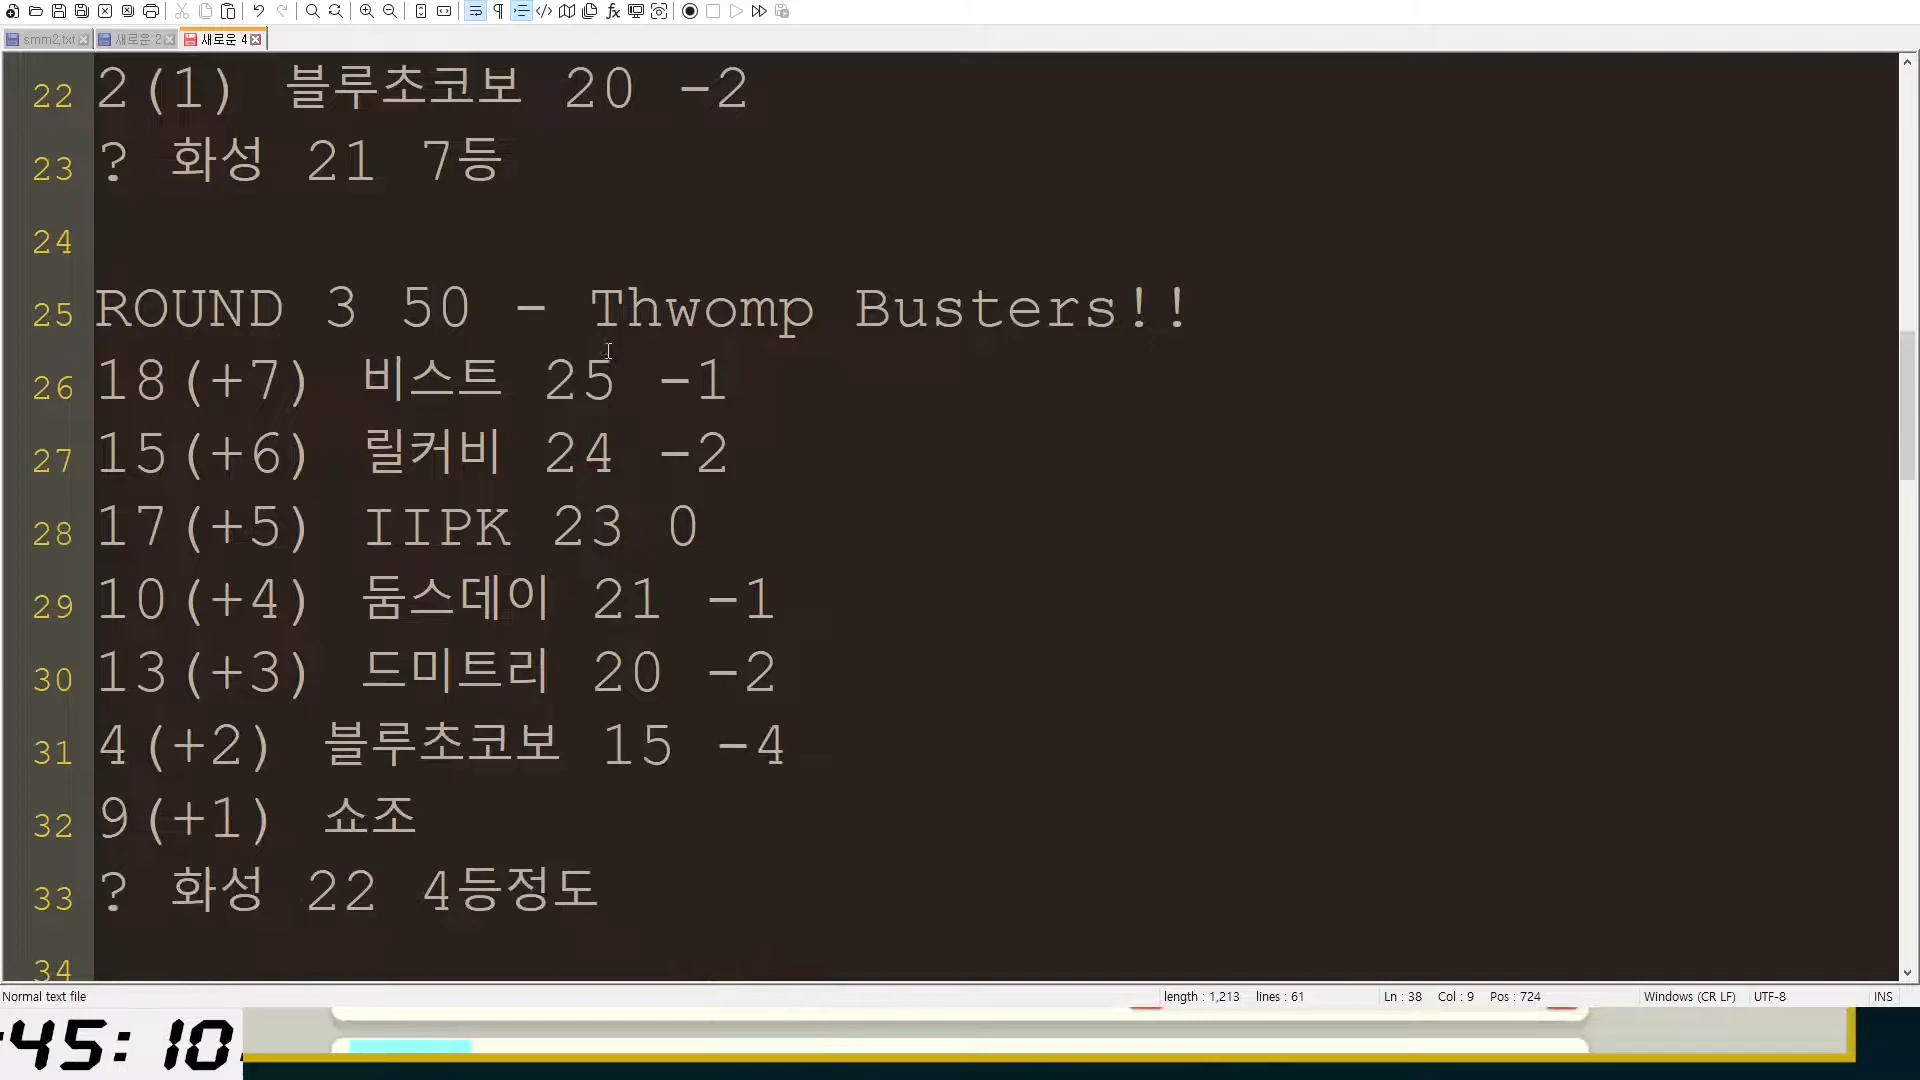 smm2.txt 새로운 2 새로운 4
22 2(1) 블루초코보 20 -2
23 ? 화성 21 7등
24
25 ROUND 3 50 - Thwomp Busters!!
26 18(+7) 비스트 25 -1
27 15(+6) 릴커비 24 -2
28 17(+5) IIPK 23 0
29 10(+4) 둠스데이 21 -1
30 13(+3) 드미트리 20 -2
31 4(+2) 블루초코보 15 -4
32 9(+1) 쇼조
33 ? 화성 22 4등정도
34
Normal text file length : 1,213 lines : 61 Ln : 38 Col : 9 Pos : 724 Windows (CR LF) UTF-8 INS
:45:10